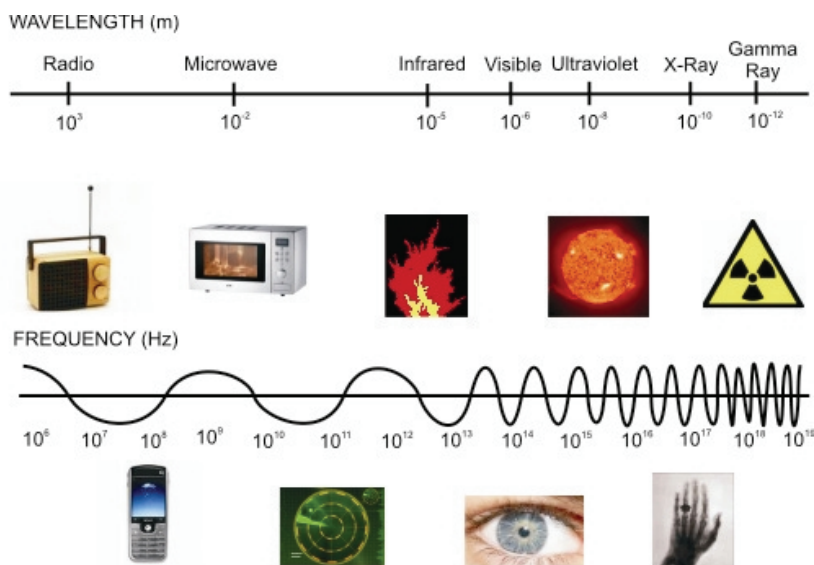 WAVELENGTH (m)
Radio Microwave Infrared Visible Ultraviolet X-Ray Gamma Ray
10³ 10⁻² 10⁻⁵ 10⁻⁶ 10⁻⁸ 10⁻¹⁰ 10⁻¹²
FREQUENCY (Hz)
10⁶ 10⁷ 10⁸ 10⁹ 10¹⁰ 10¹¹ 10¹² 10¹³ 10¹⁴ 10¹⁵ 10¹⁶ 10¹⁷ 10¹⁸ 10¹⁹